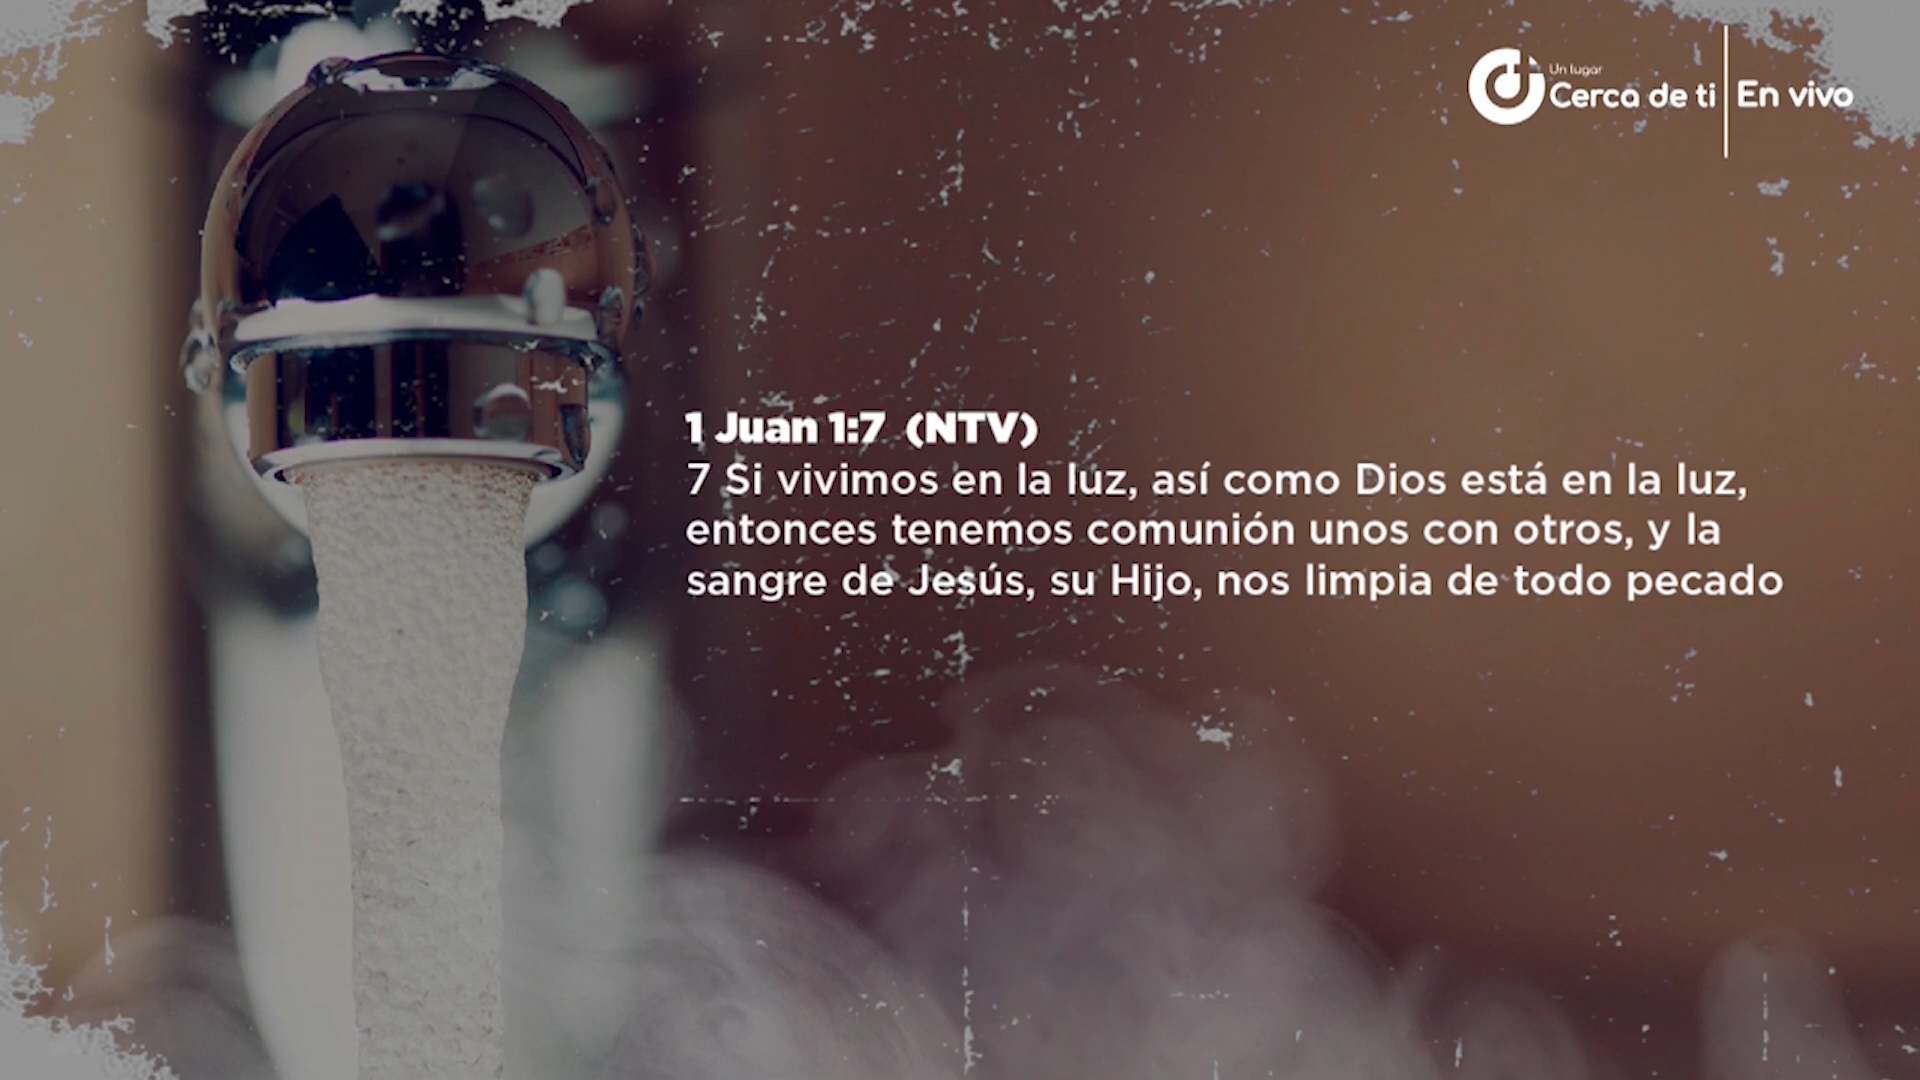 Un lugar
Cerca de ti | En vivo
1 Juan 1:7 (NTV)
7 Si vivimos en la luz, así como Dios está en la luz,
entonces tenemos comunión unos con otros, y la
sangre de Jesús, su Hijo, nos limpia de todo pecado